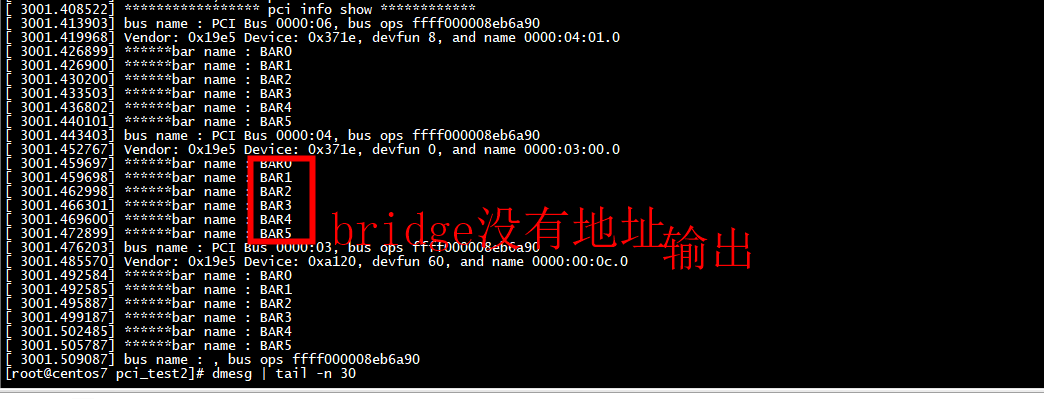 [ 3001.408522] ***************** pci info show ************
[ 3001.413903] bus name : PCI Bus 0000:06, bus ops ffff000008eb6a90
[ 3001.419968] Vendor: 0x19e5 Device: 0x371e, devfun 8, and name 0000:04:01.0
[ 3001.426899] ******bar name : BAR0
[ 3001.426900] ******bar name : BAR1
[ 3001.430200] ******bar name : BAR2
[ 3001.433503] ******bar name : BAR3
[ 3001.436802] ******bar name : BAR4
[ 3001.440101] ******bar name : BAR5
[ 3001.443403] bus name : PCI Bus 0000:04, bus ops ffff000008eb6a90
[ 3001.452767] Vendor: 0x19e5 Device: 0x371e, devfun 0, and name 0000:03:00.0
[ 3001.459697] ******bar name : BAR0
[ 3001.459698] ******bar name : BAR1
[ 3001.462998] ******bar name : BAR2
[ 3001.466301] ******bar name : BAR3
[ 3001.469600] ******bar name : BAR4
[ 3001.472899] ******bar name : BAR5
bridge没有地址输出
[ 3001.476203] bus name : PCI Bus 0000:03, bus ops ffff000008eb6a90
[ 3001.485570] Vendor: 0x19e5 Device: 0xa120, devfun 60, and name 0000:00:0c.0
[ 3001.492584] ******bar name : BAR0
[ 3001.492585] ******bar name : BAR1
[ 3001.495887] ******bar name : BAR2
[ 3001.499187] ******bar name : BAR3
[ 3001.502485] ******bar name : BAR4
[ 3001.505787] ******bar name : BAR5
[ 3001.509087] bus name : , bus ops ffff000008eb6a90
[root@centos7 pci_test2]# dmesg | tail -n 30